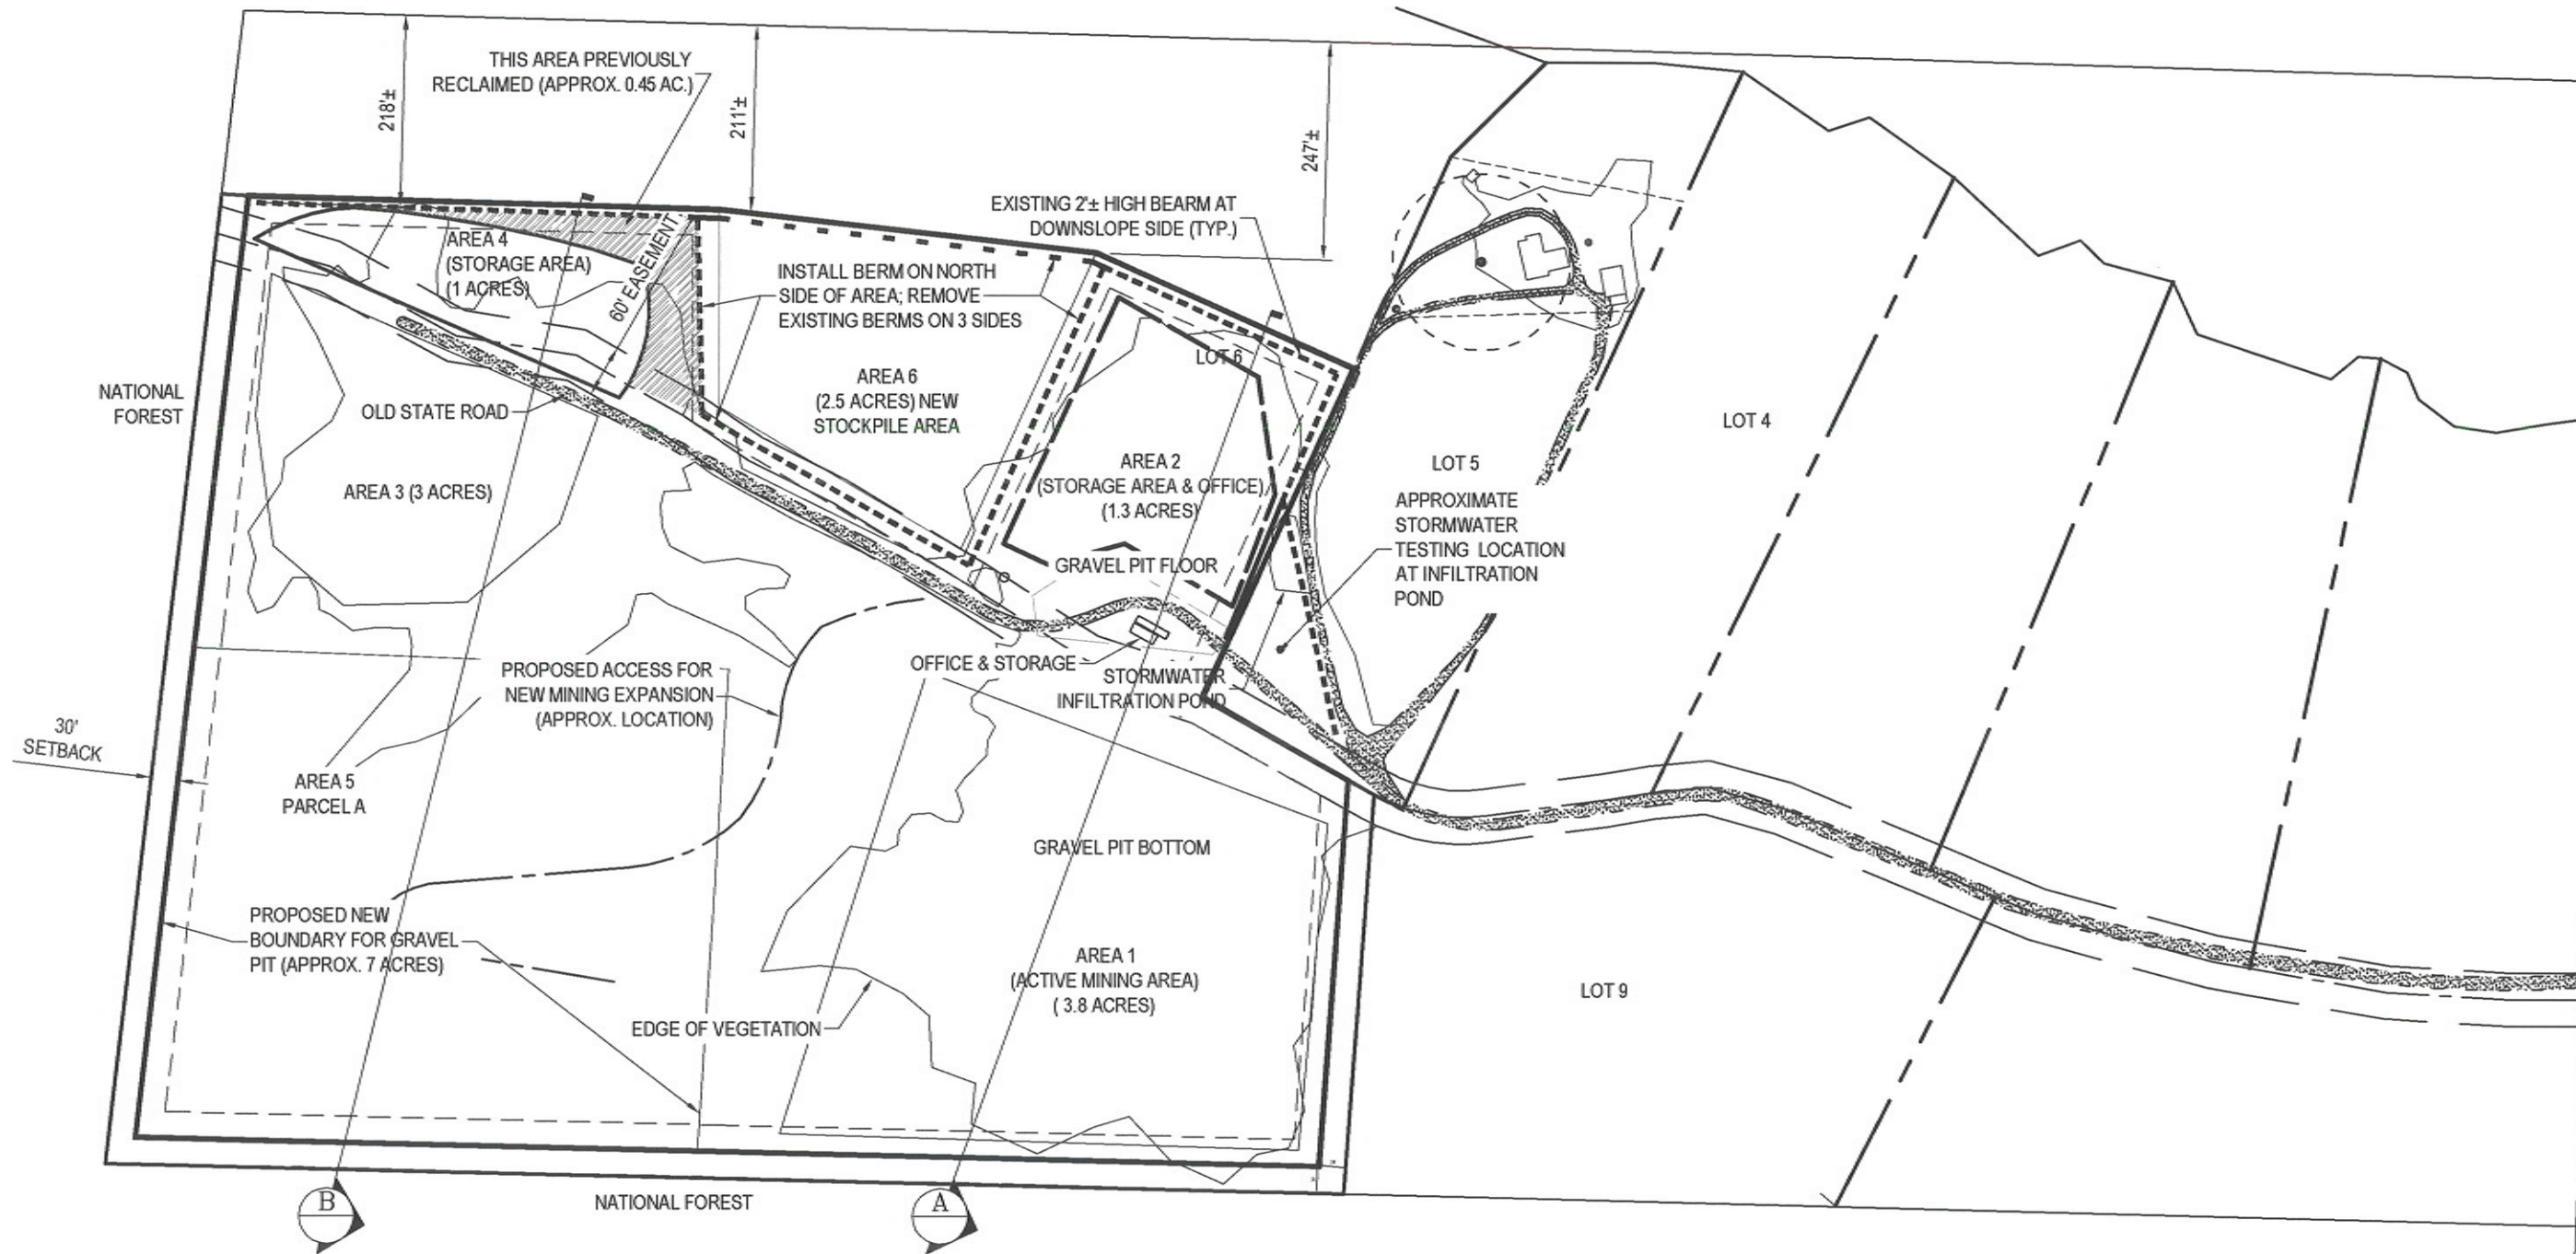 THIS AREA PREVIOUSLY
RECLAIMED (APPROX. 0.45 AC.)
218'±
211'±
247'±
EXISTING 2'± HIGH BEARM AT
DOWNSLOPE SIDE (TYP.)
AREA 4
(STORAGE AREA)
(1 ACRES)
60' EASEMENT
INSTALL BERM ON NORTH
SIDE OF AREA; REMOVE
EXISTING BERMS ON 3 SIDES
LOT 6
AREA 6
(2.5 ACRES) NEW
STOCKPILE AREA
NATIONAL
FOREST
OLD STATE ROAD
LOT 4
AREA 2
(STORAGE AREA & OFFICE)
(1.3 ACRES)
LOT 5
AREA 3 (3 ACRES)
APPROXIMATE
STORMWATER
TESTING LOCATION
AT INFILTRATION
POND
GRAVEL PIT FLOOR
PROPOSED ACCESS FOR
NEW MINING EXPANSION
(APPROX. LOCATION)
OFFICE & STORAGE
STORMWATER
INFILTRATION POND
30'
SETBACK
AREA 5
PARCEL A
GRAVEL PIT BOTTOM
PROPOSED NEW
BOUNDARY FOR GRAVEL
PIT (APPROX. 7 ACRES)
AREA 1
(ACTIVE MINING AREA)
( 3.8 ACRES)
LOT 9
EDGE OF VEGETATION
B
NATIONAL FOREST
A